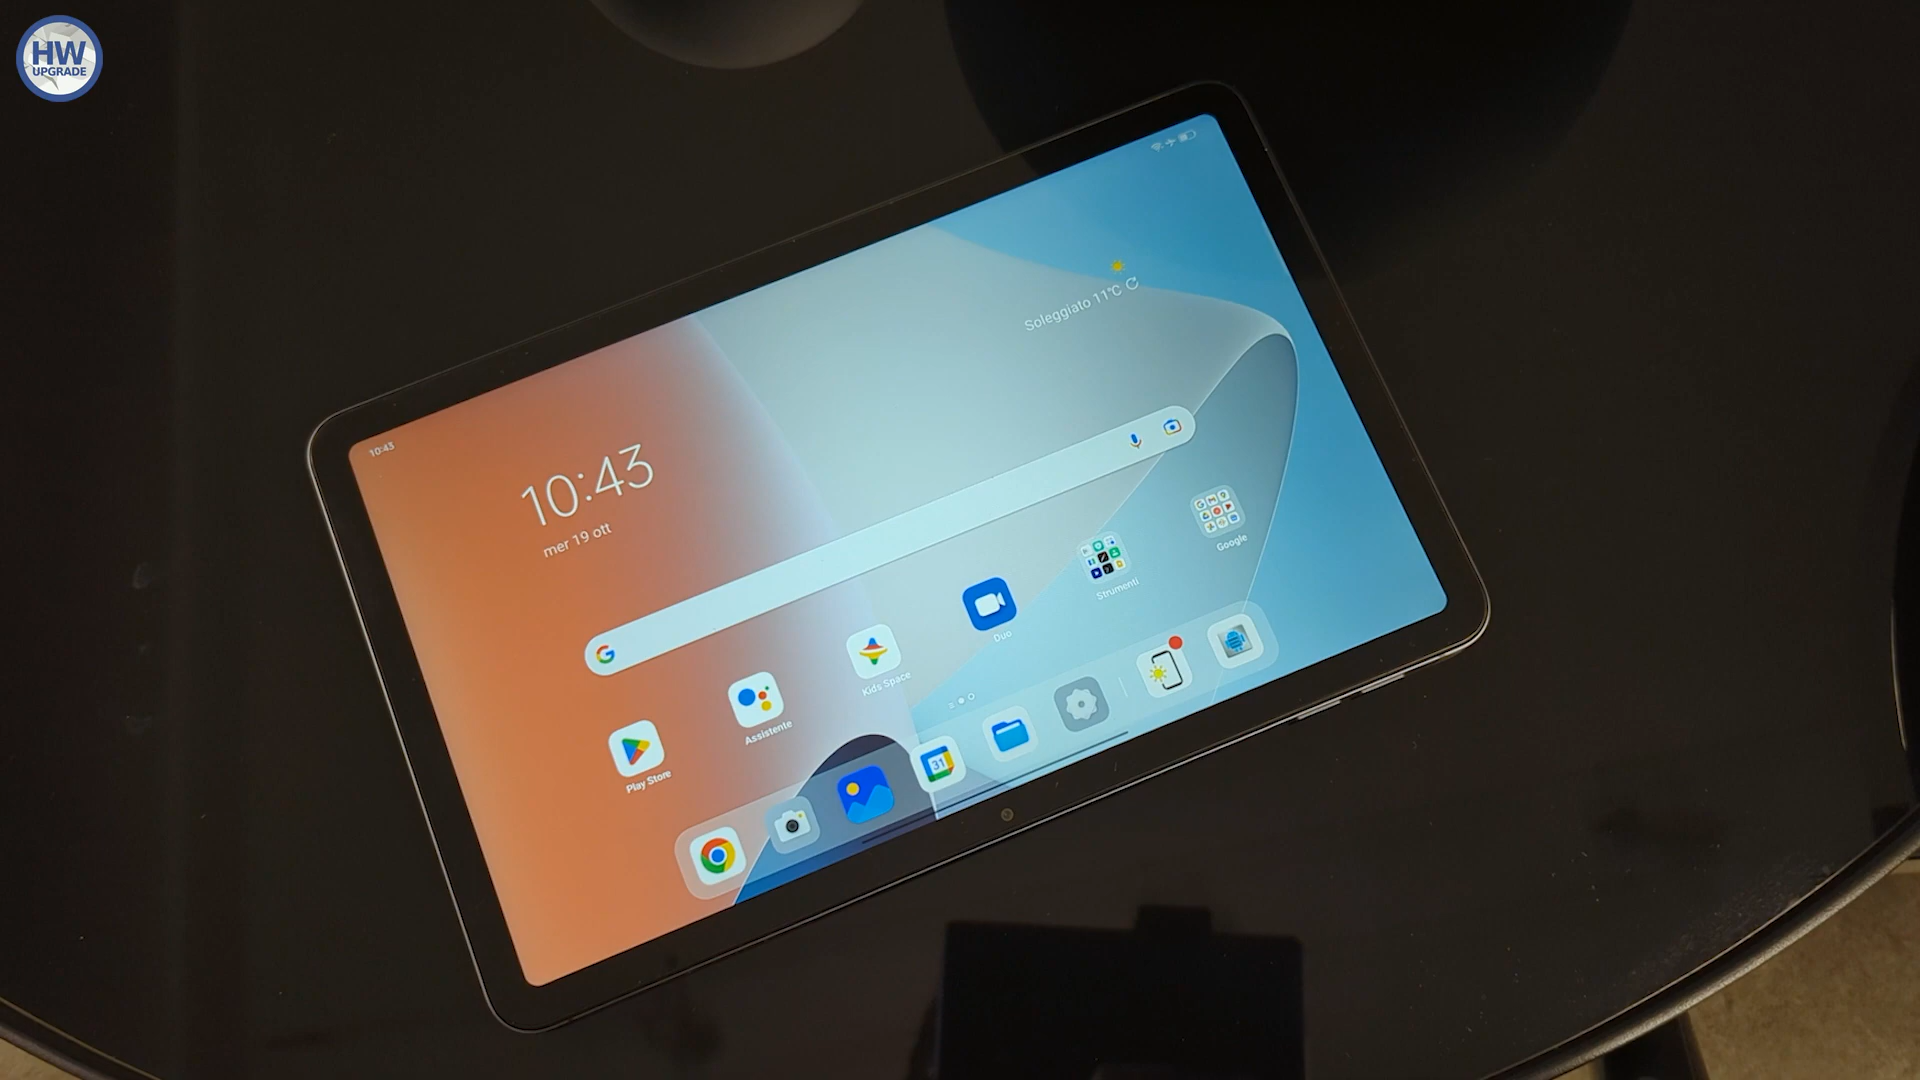 HW
UPGRADE
10:43
Soleggiato 11°C
10:43
mer 19 ott
Google
Strumenti
Duo
Kids Space
Assistente
Play Store
31